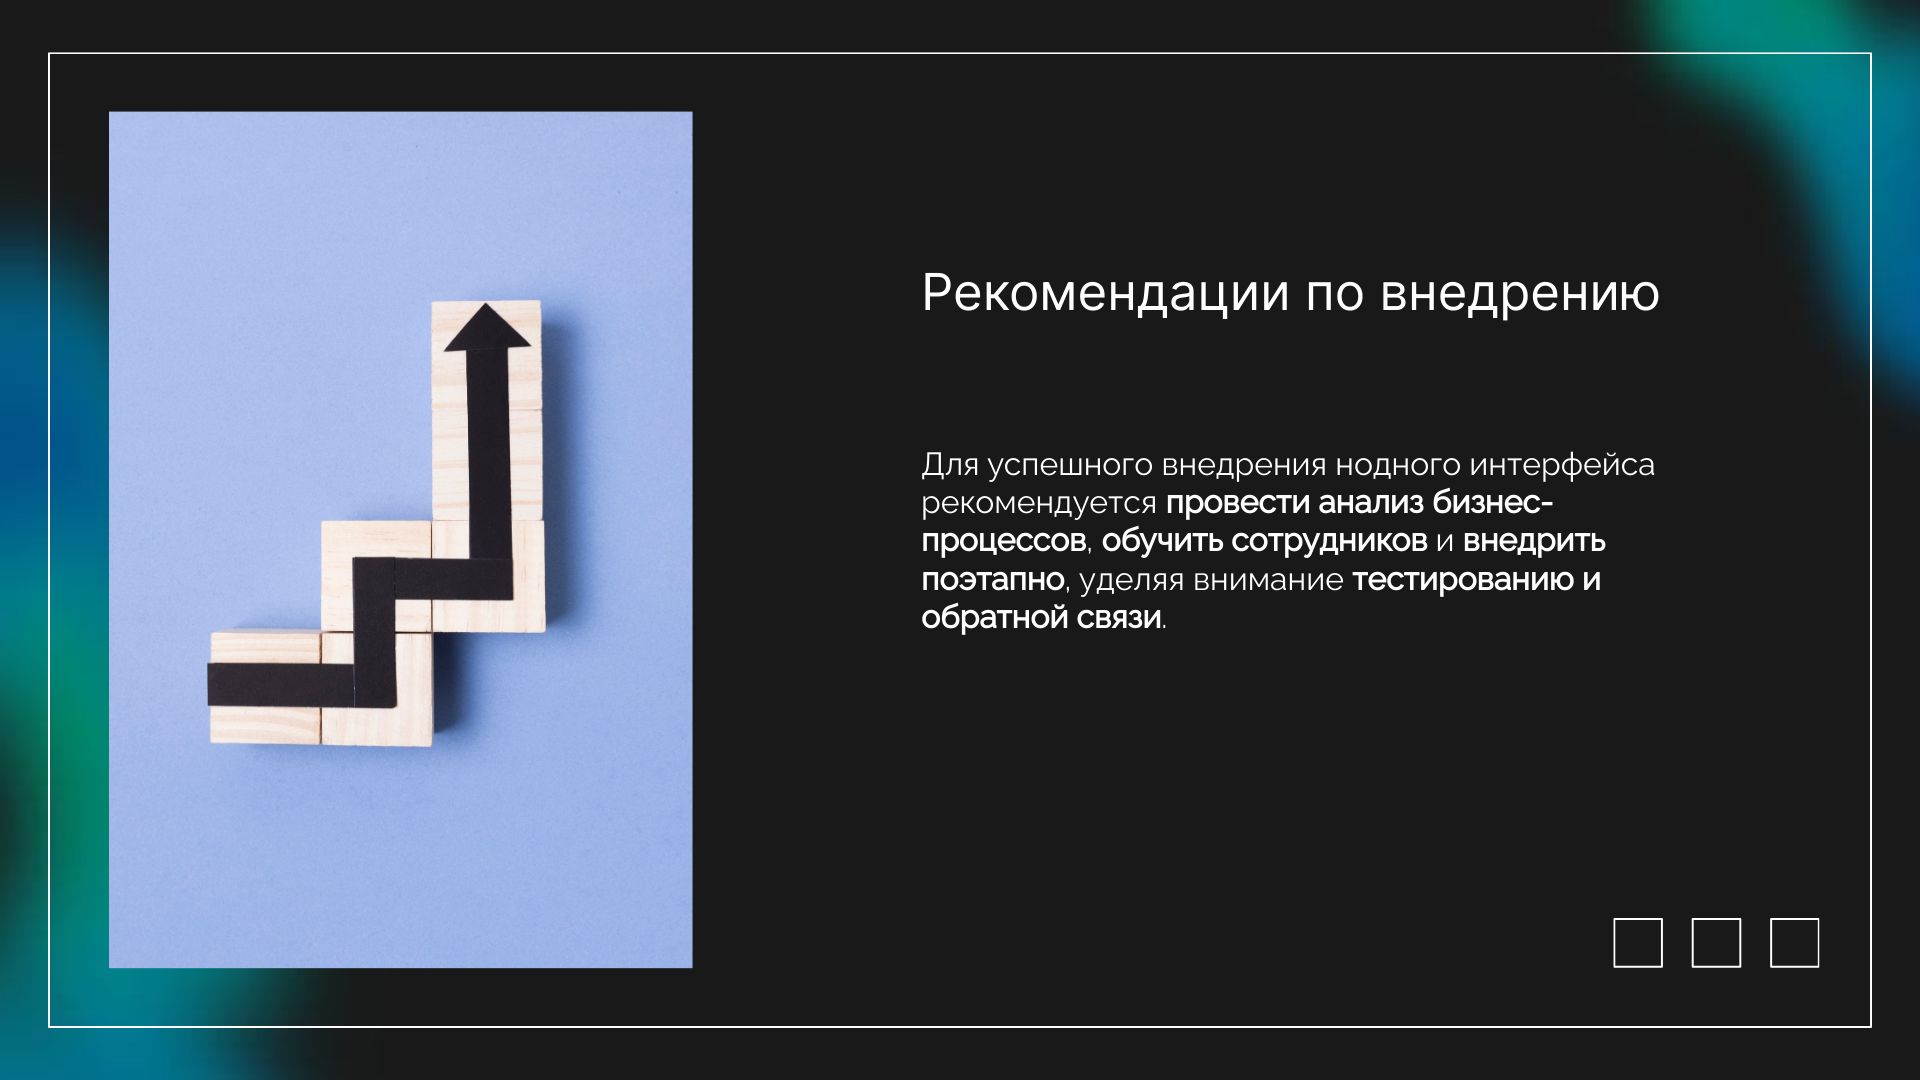 Рекомендации по внедрению
Для успешного внедрения нодного интерфейса
рекомендуется провести анализ бизнес-
процессов, обучить сотрудников и внедрить
поэтапно, уделяя внимание тестированию и
обратной связи.